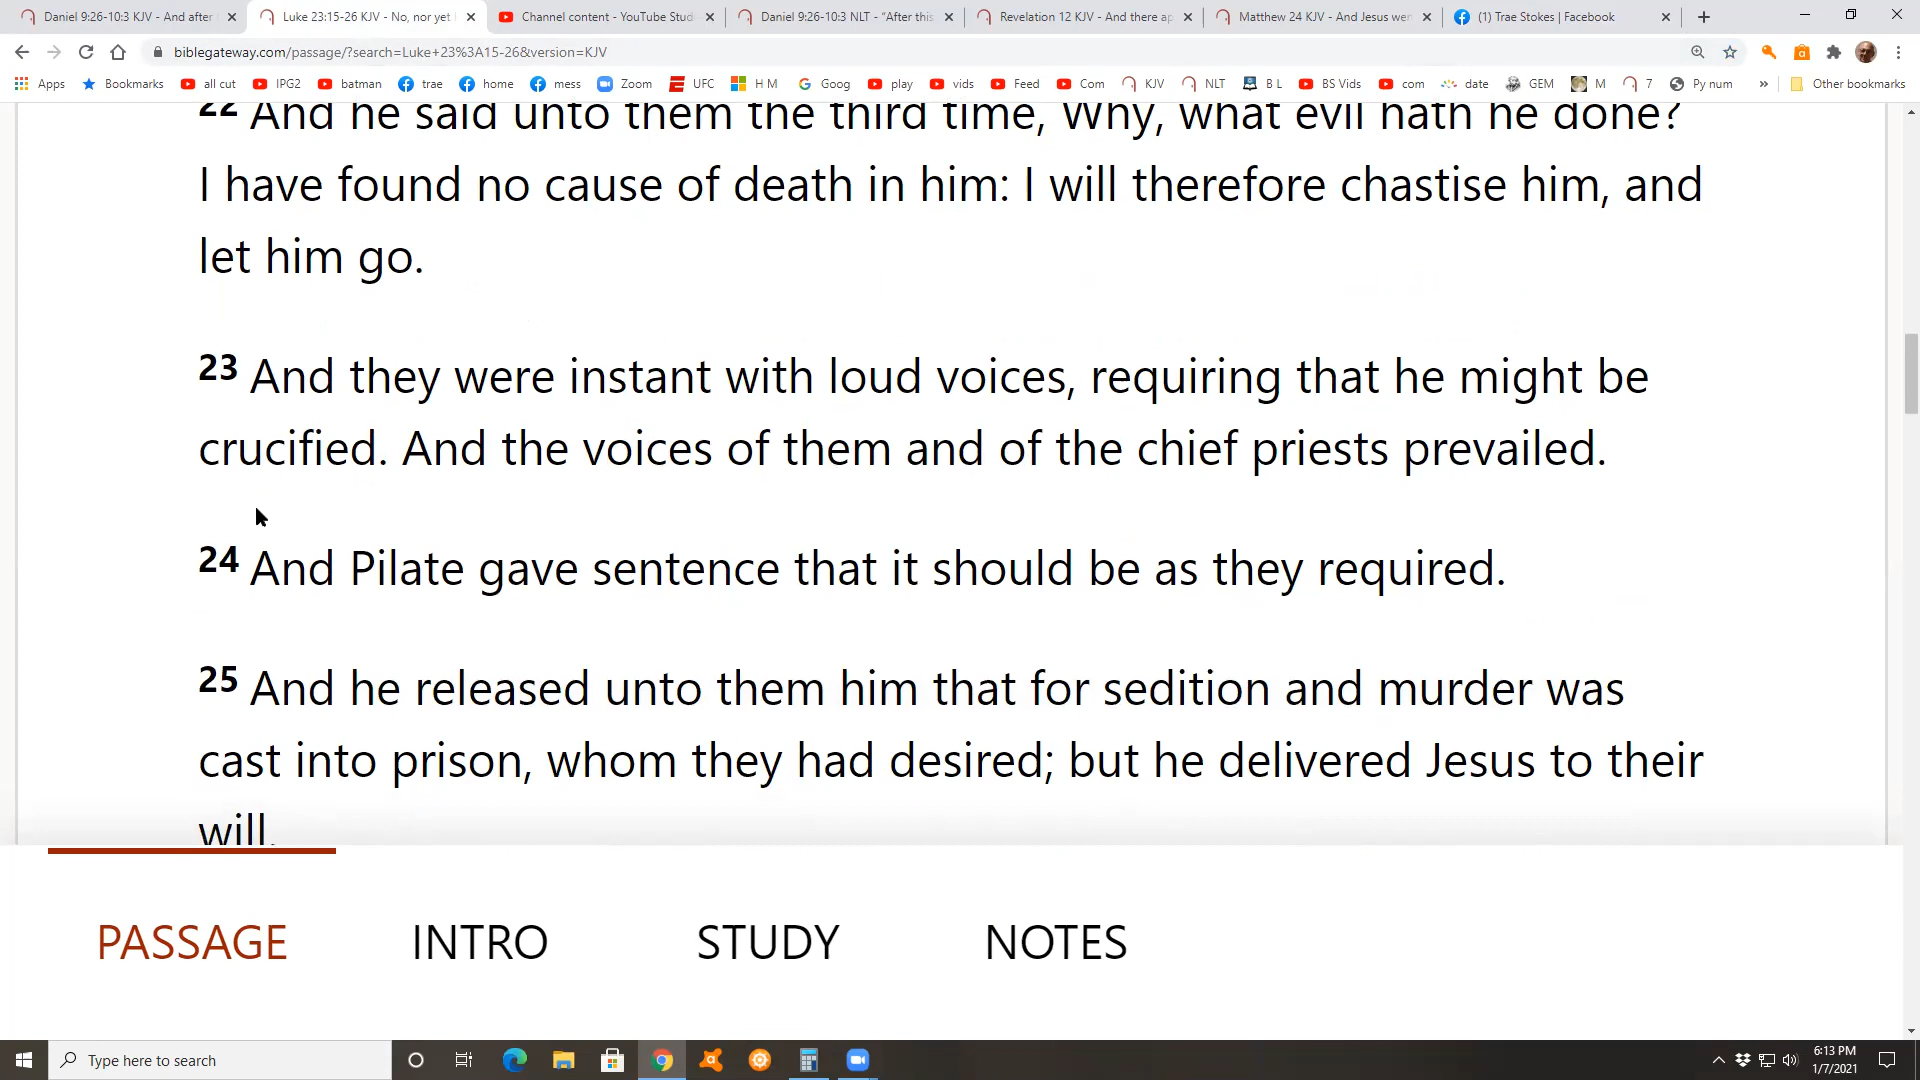 Daniel 9:26-10:3 KJV - And after
Luke 23:15-26 KJV - No, nor yet
Channel content - YouTube Stud
Daniel 9:26-10:3 NLT - "After this
Revelation 12 KJV - And there ap
Matthew 24 KJV - And Jesus wen
(1) Trae Stokes | Facebook
biblegateway.com/passage/?search=Luke+23%3A15-26&version=KJV
Apps Bookmarks all cut IPG2 batman trae home mess Zoom UFC H M Goog play vids Feed Com KJV NLT B L BS Vids com date GEM M 7 Py num » Other bookmarks
22 And he said unto them the third time, Why, what evil hath he done?
I have found no cause of death in him: I will therefore chastise him, and
let him go.
23 And they were instant with loud voices, requiring that he might be
crucified. And the voices of them and of the chief priests prevailed.
24 And Pilate gave sentence that it should be as they required.
25 And he released unto them him that for sedition and murder was
cast into prison, whom they had desired; but he delivered Jesus to their
will.
PASSAGE INTRO STUDY NOTES
Type here to search
6:13 PM
1/7/2021